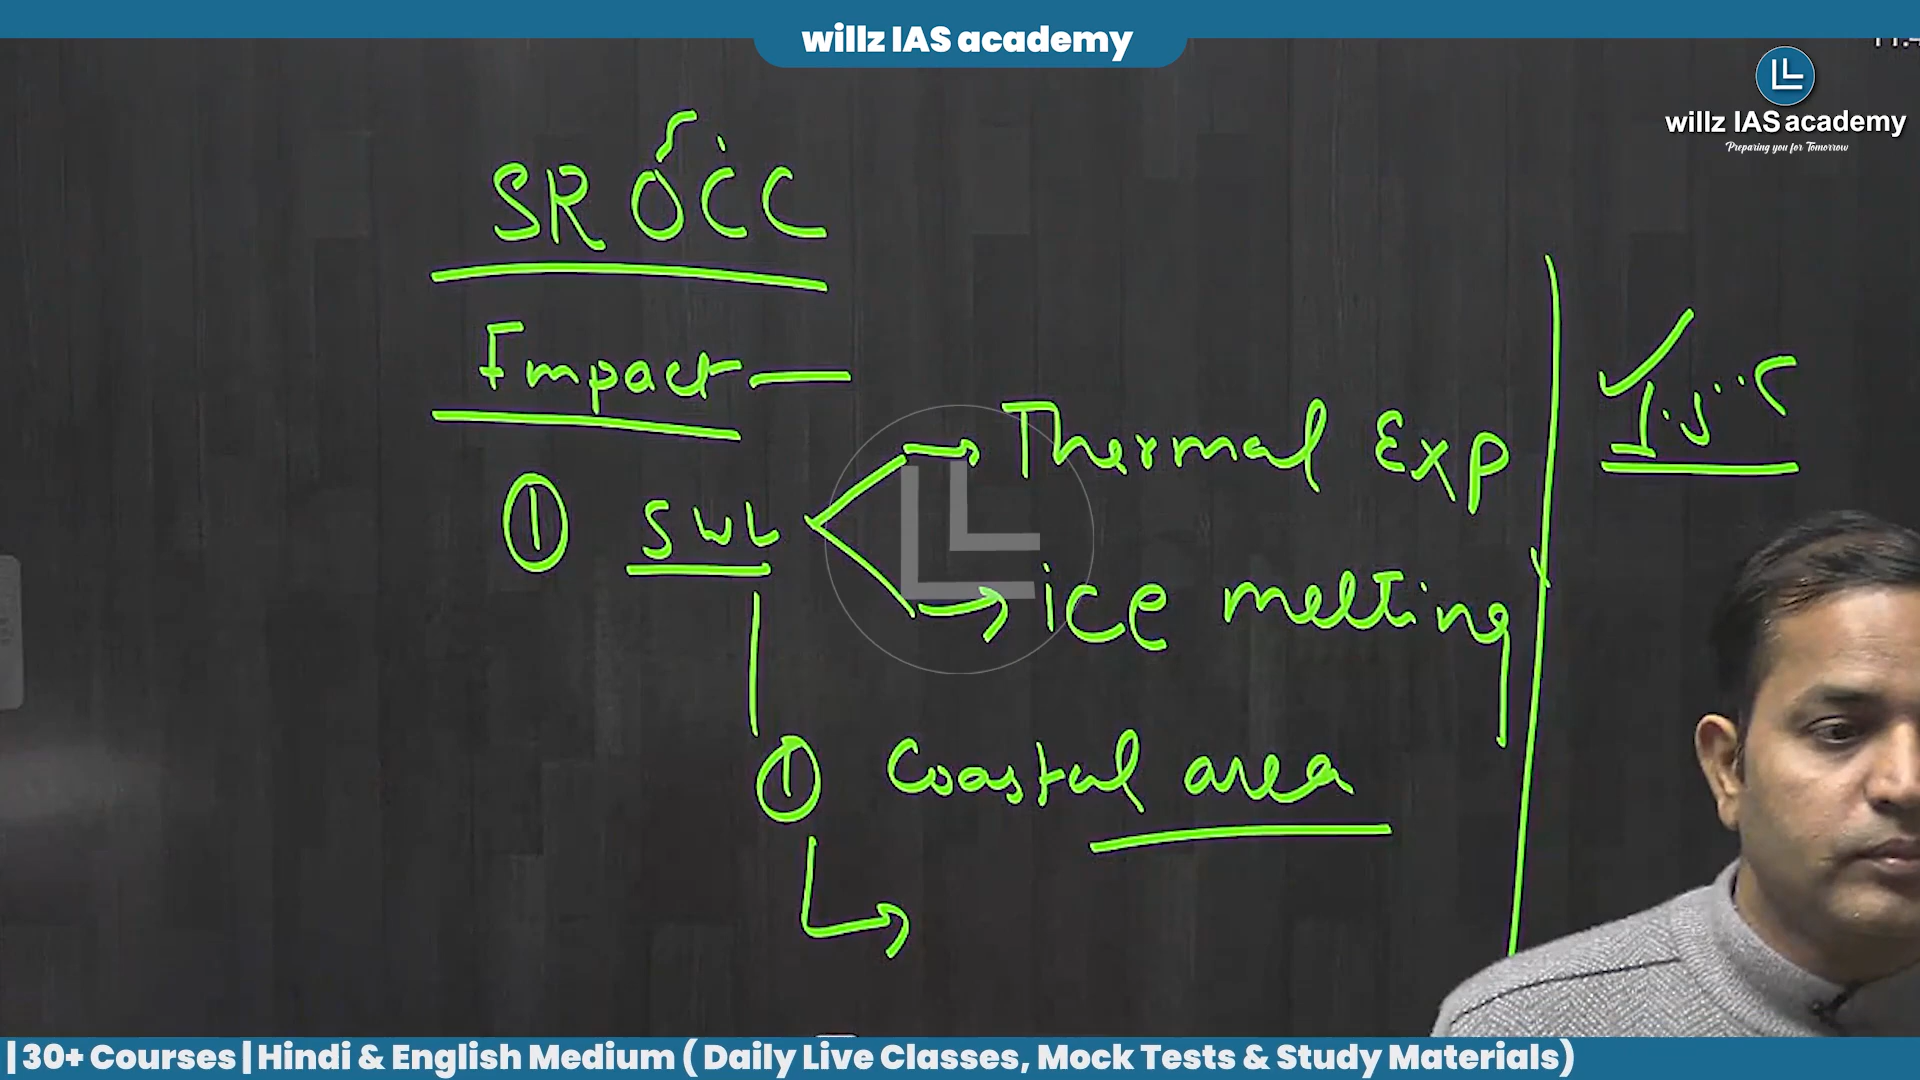 willz IAS academy
willz IAS academy
Preparing you for Tomorrow
SROCC
Impact —
① SWL → Thermal Exp
→ ice melting
① Coastal area
| 30+ Courses | Hindi & English Medium ( Daily Live Classes, Mock Tests & Study Materials)